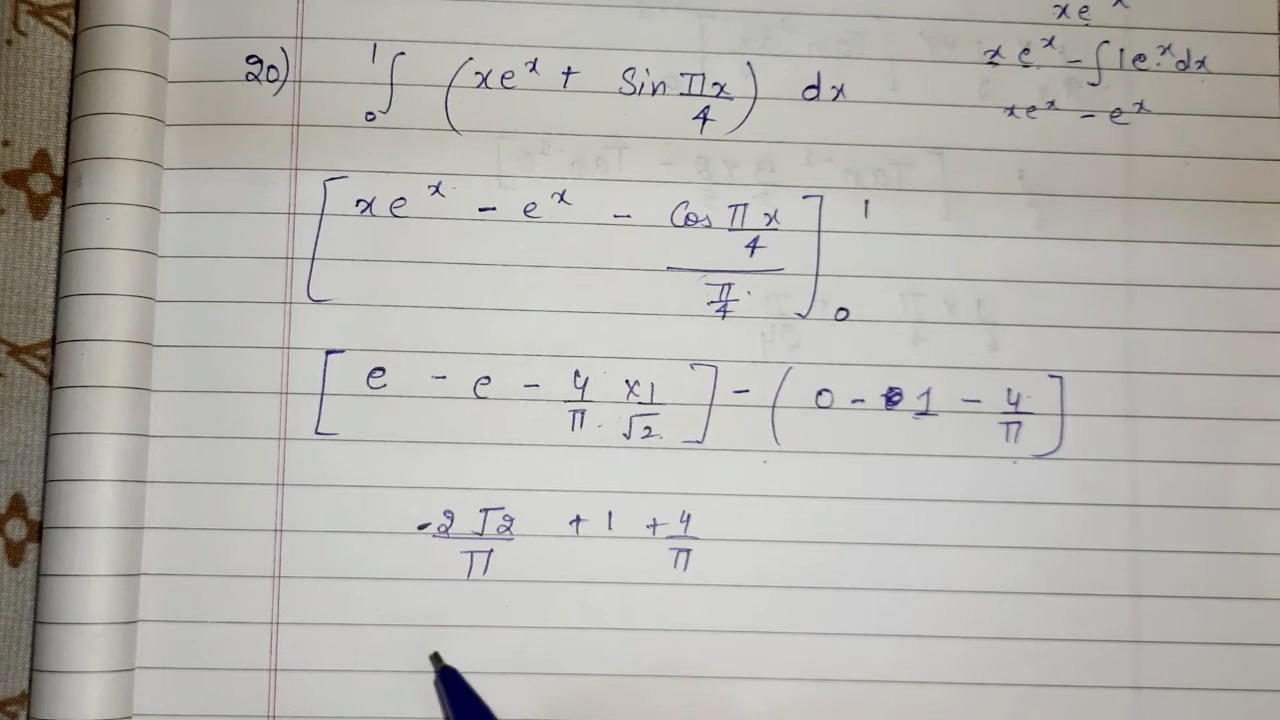 xe^x
20) ∫₀¹ (xe^x + Sin πx/4) dx
xe^x - ∫1e^x dx
xe^x - e^x
[xe^x - e^x - (Cos πx/4)/(π/4)]₀¹
[e - e - 4/π × 1/√2] - (0 - 1 - 4/π]
-2√2/π + 1 + 4/π